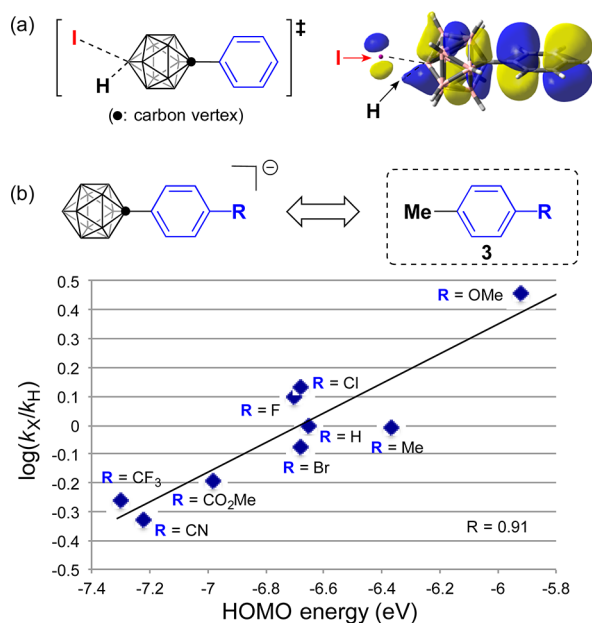 (a)
I
H
‡
(●: carbon vertex)
I
H
(b)
R
⊖
Me
R
3
log(kX/kH)
0.5
0.4
0.3
0.2
0.1
0
-0.1
-0.2
-0.3
-0.4
-0.5
R = OMe
R = Cl
R = F
R = H
R = Me
R = Br
R = CF3
R = CO2Me
R = CN
R 0.91
-7.4 -7.2 -7 -6.8 -6.6 -6.4 -6.2 -6 -5.8
HOMO energy (eV)